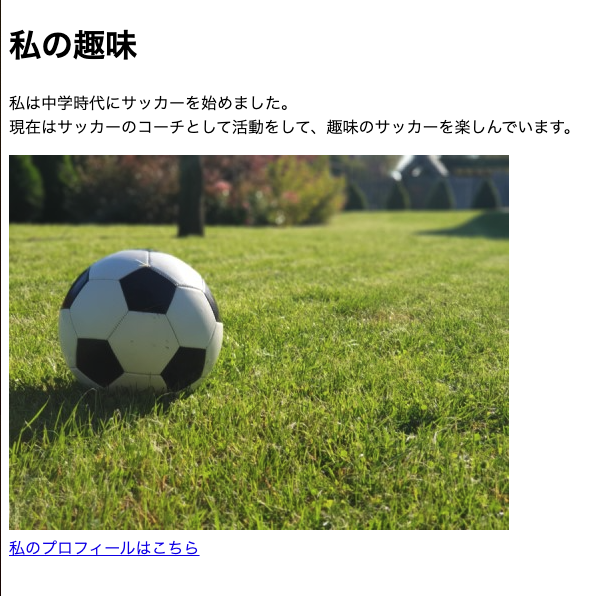 私の趣味
私は中学時代にサッカーを始めました。
現在はサッカーのコーチとして活動をして、趣味のサッカーを楽しんでいます。
私のプロフィールはこちら